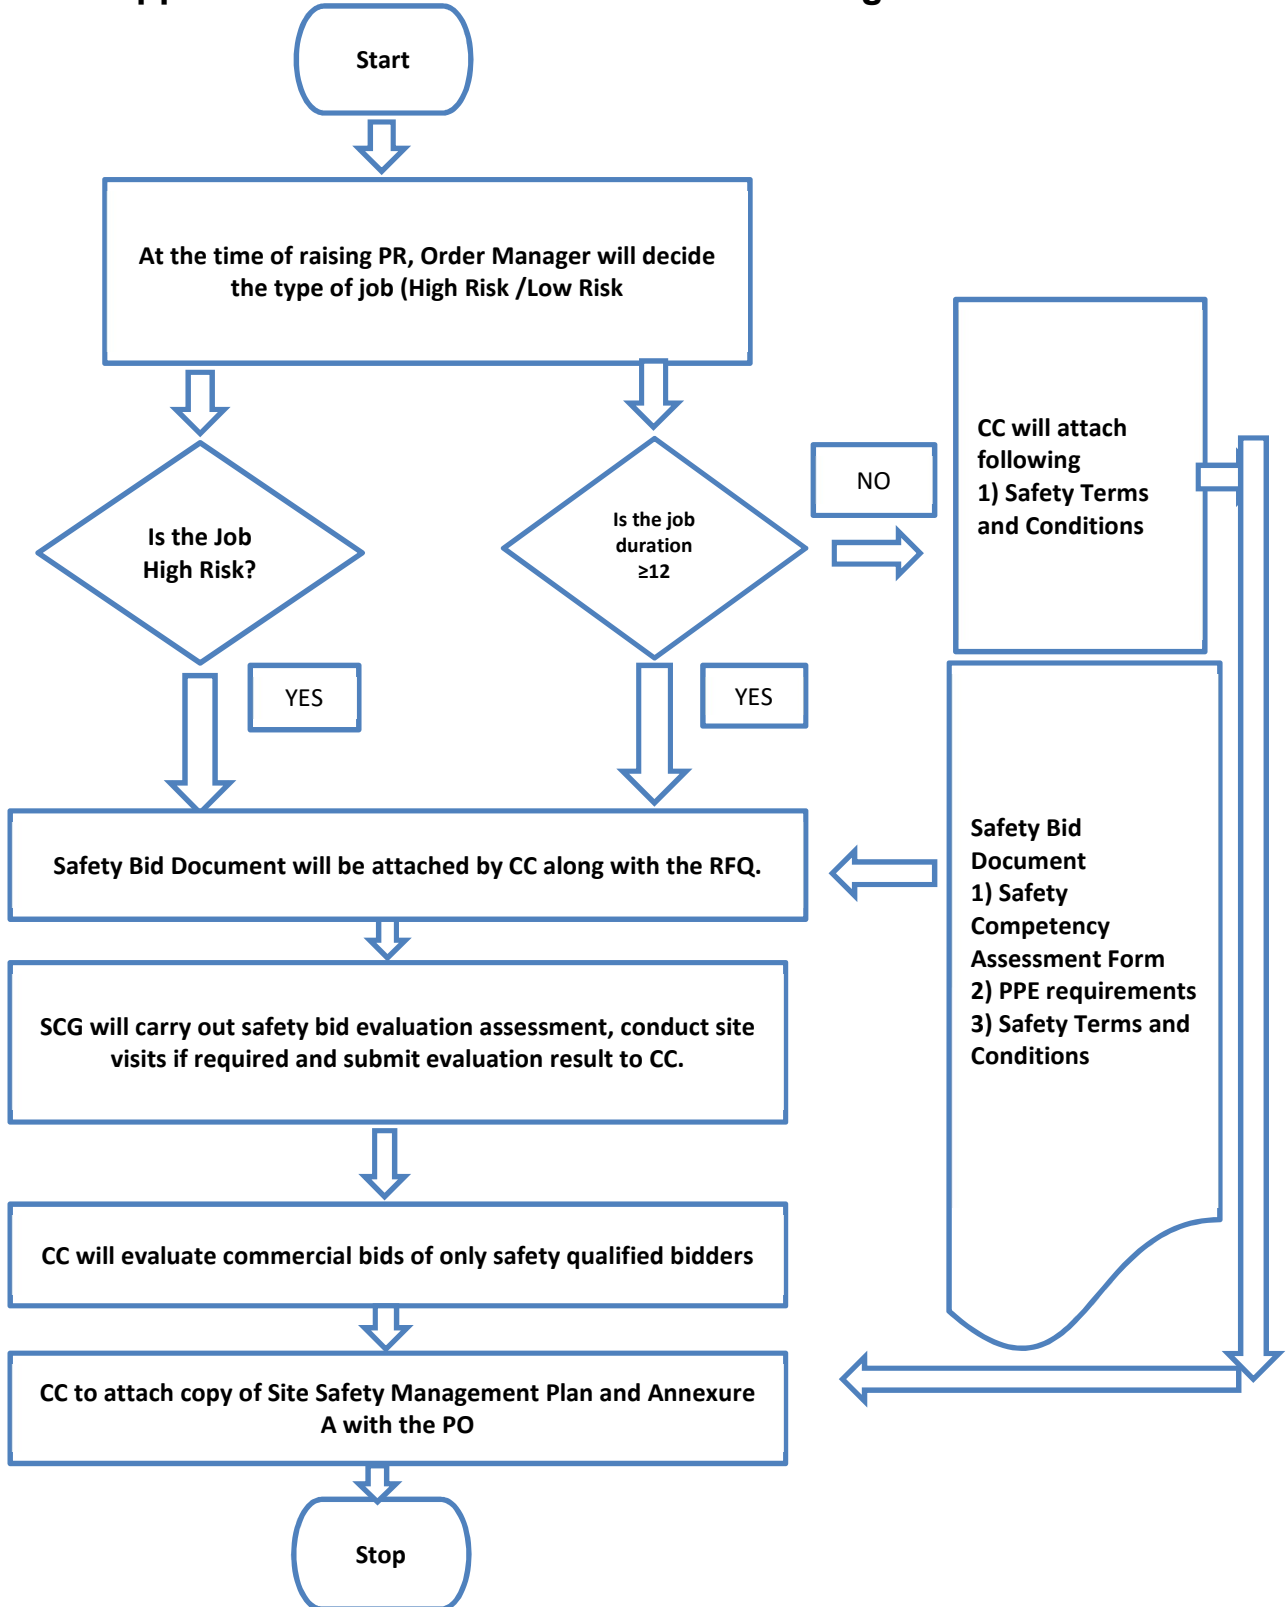 Start
At the time of raising PR, Order Manager will decide
the type of job (High Risk /Low Risk
Is the Job
High Risk?
Is the job
duration
≥12
NO
CC will attach
following
1) Safety Terms
and Conditions
YES
YES
Safety Bid Document will be attached by CC along with the RFQ.
Safety Bid
Document
1) Safety
Competency
Assessment Form
2) PPE requirements
3) Safety Terms and
Conditions
SCG will carry out safety bid evaluation assessment, conduct site
visits if required and submit evaluation result to CC.
CC will evaluate commercial bids of only safety qualified bidders
CC to attach copy of Site Safety Management Plan and Annexure
A with the PO
Stop